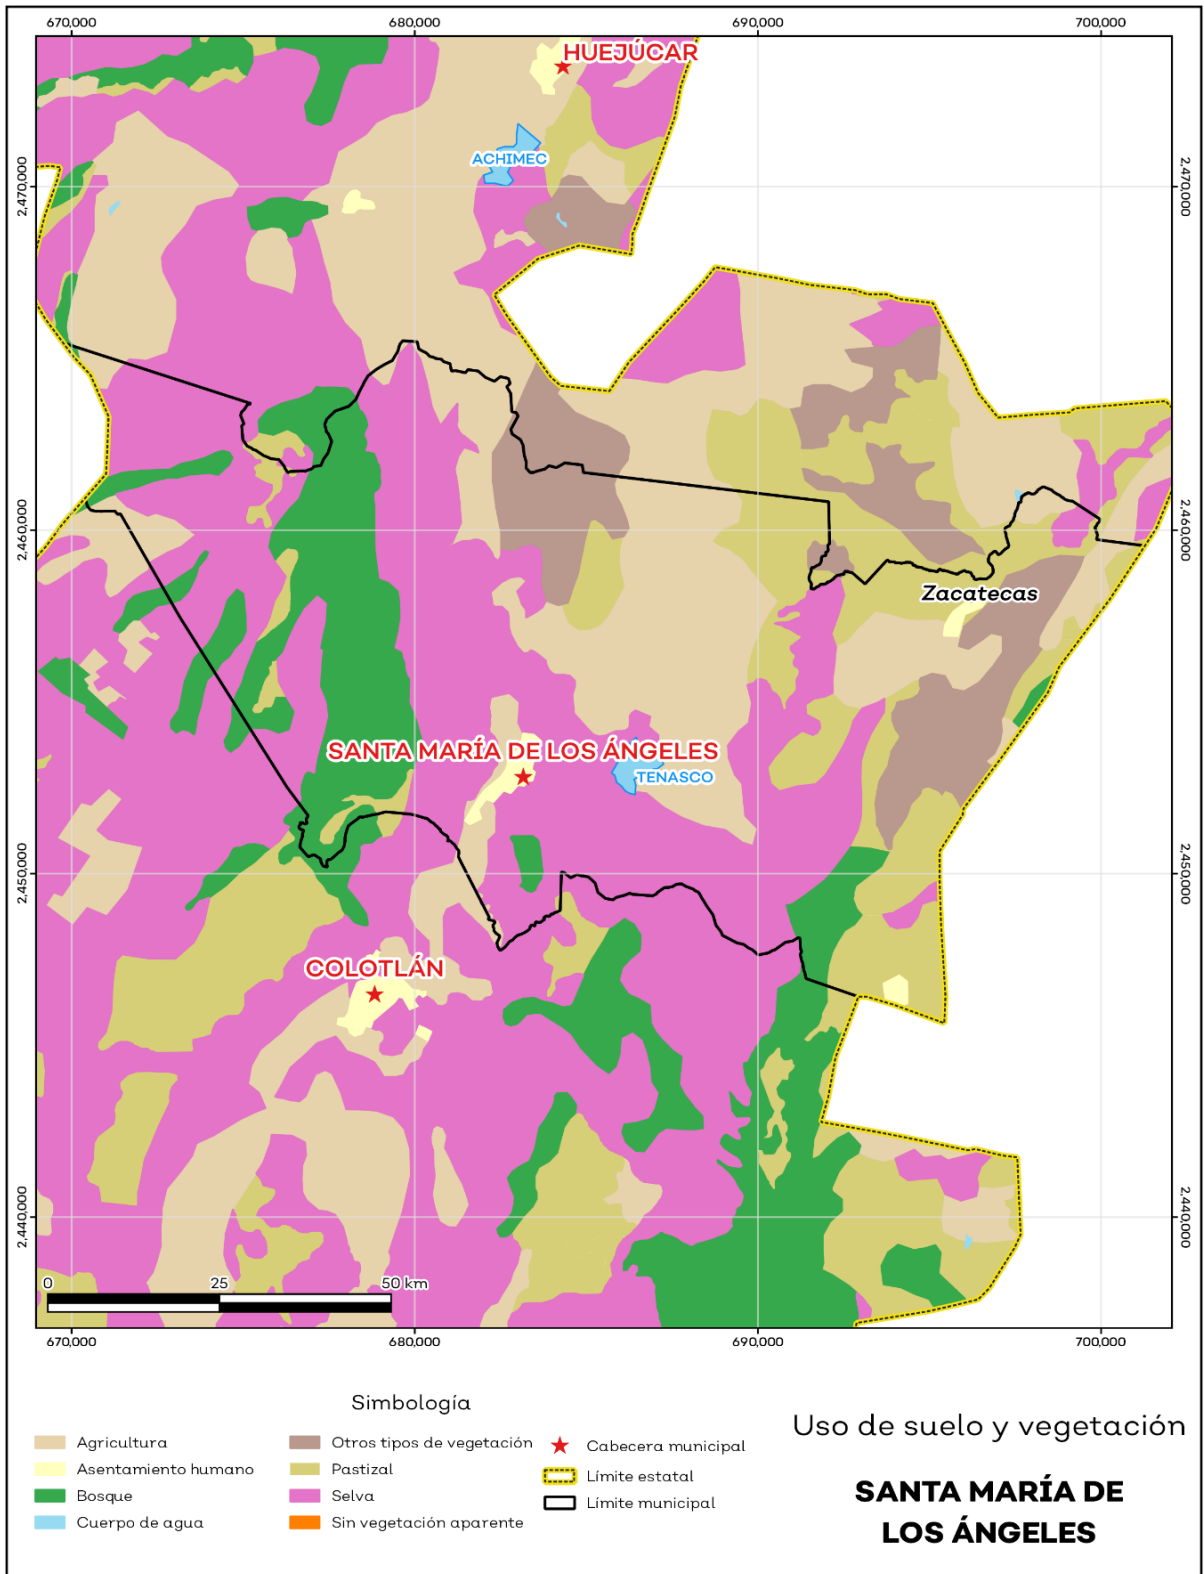 670,000
680,000
690,000
700,000
HUEJÚCAR
ACHIMEC
2,470,000
2,470,000
2,460,000
2,460,000
Zacatecas
SANTA MARÍA DE LOS ÁNGELES
TENASCO
2,450,000
2,450,000
COLOTLÁN
2,440,000
2,440,000
0
25
50 km
670,000
680,000
690,000
700,000
Simbología
Agricultura
Asentamiento humano
Bosque
Cuerpo de agua
Otros tipos de vegetación
Pastizal
Selva
Sin vegetación aparente
Cabecera municipal
Límite estatal
Límite municipal
Uso de suelo y vegetación
SANTA MARÍA DE
LOS ÁNGELES